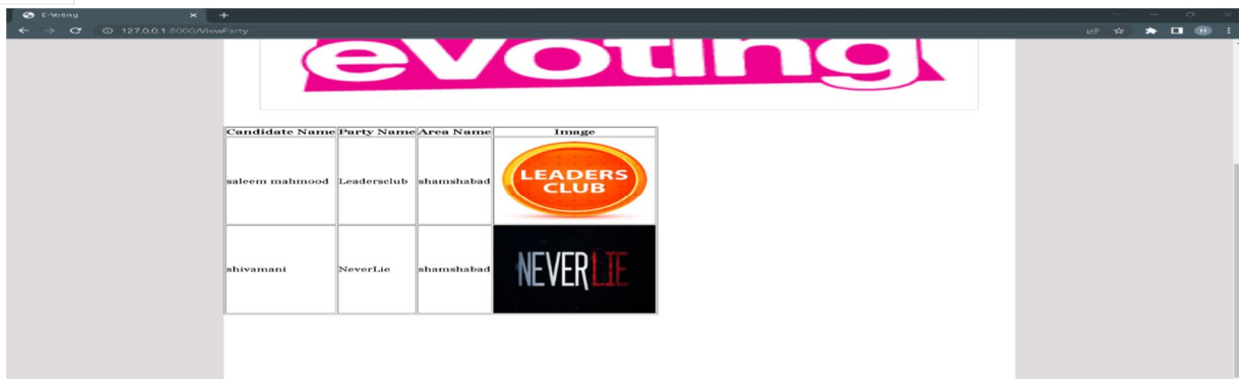 E-Voting
127.0.0.1:8000/ViewParty
H
eVoting
Candidate Name Party Name Area Name Image
saleem mahmood Leadersclub shamshabad
LEADERS
CLUB
shivamani NeverLie shamshabad
NEVERLIE